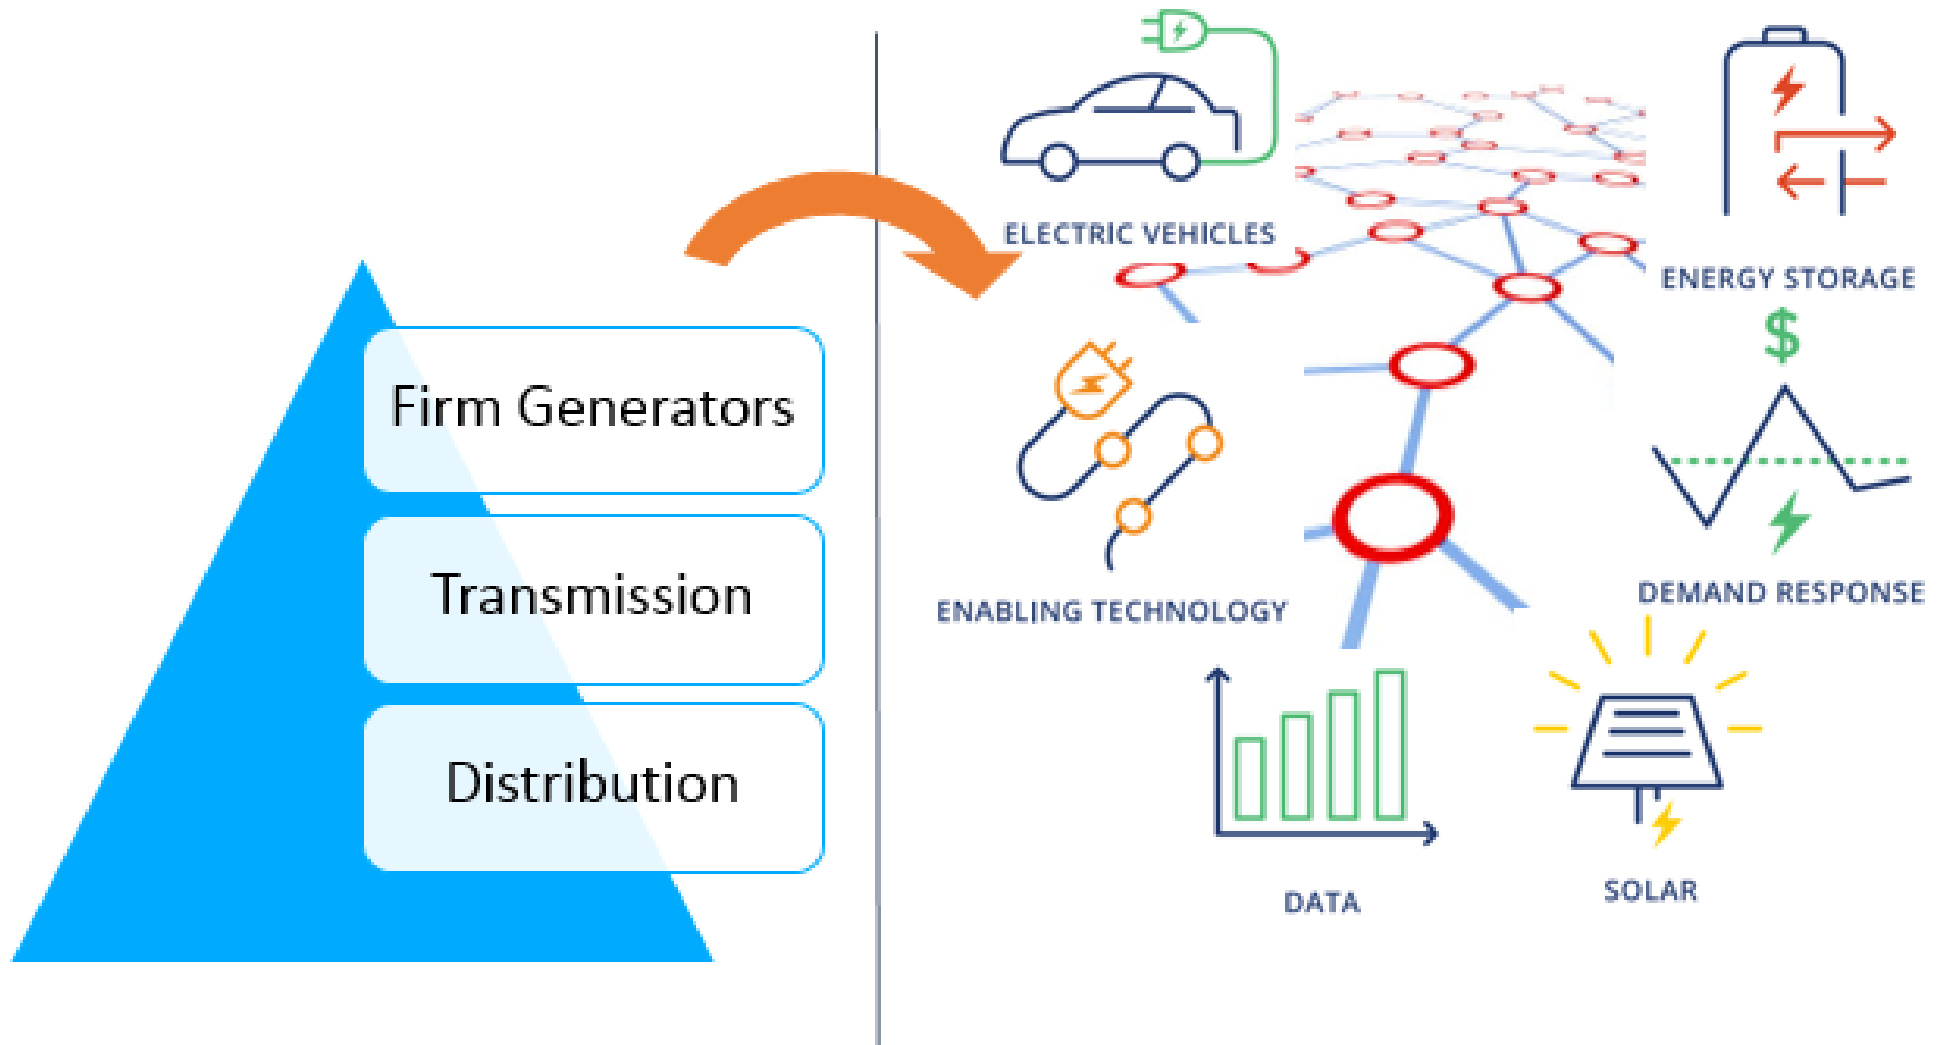 Firm Generators
Transmission
Distribution
ELECTRIC VEHICLES
ENERGY STORAGE
$
ENABLING TECHNOLOGY
DEMAND RESPONSE
DATA
SOLAR